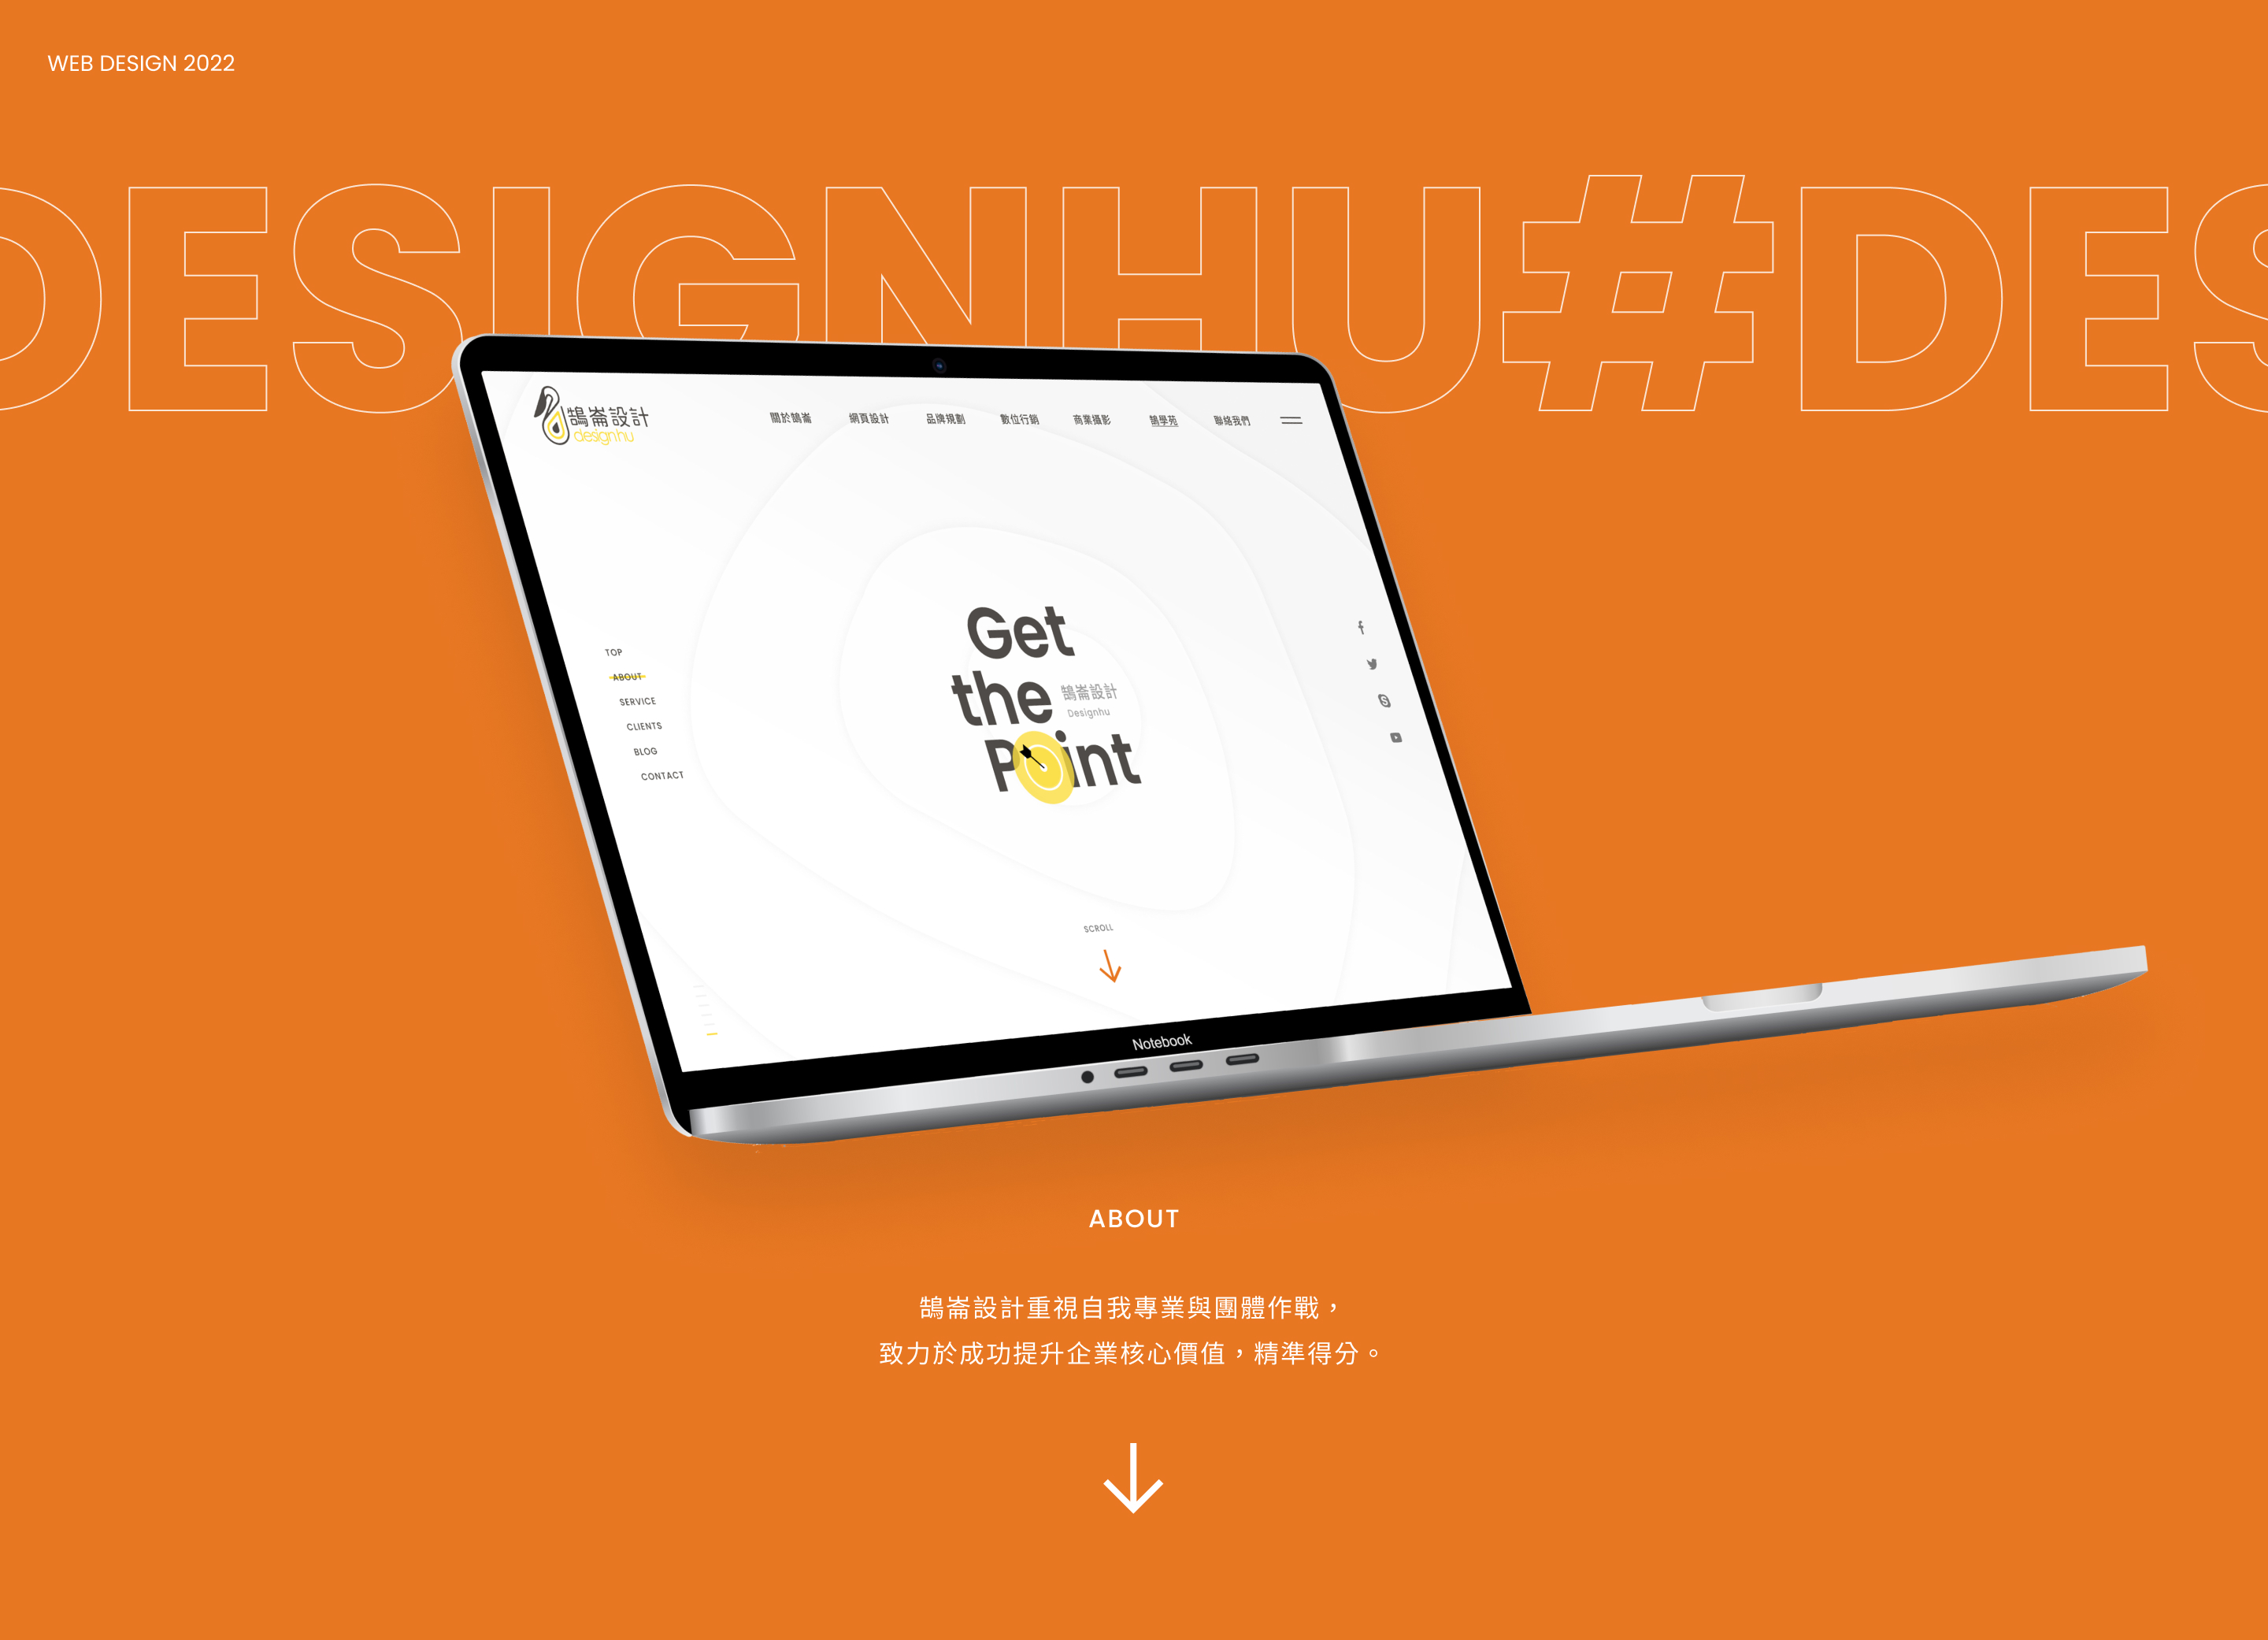 WEB DESIGN 2022
DESIGNHU#DES
鵠崙設計
designhu
關於鵠崙 網頁設計 品牌規劃 數位行銷 商業攝影 鵠學苑 聯絡我們
TOP
ABOUT
SERVICE
CLIENTS
BLOG
CONTACT
Get
the
鵠崙設計
Designhu
Point
SCROLL
Notebook
ABOUT
鵠崙設計重視自我專業與團體作戰，
致力於成功提升企業核心價值，精準得分。